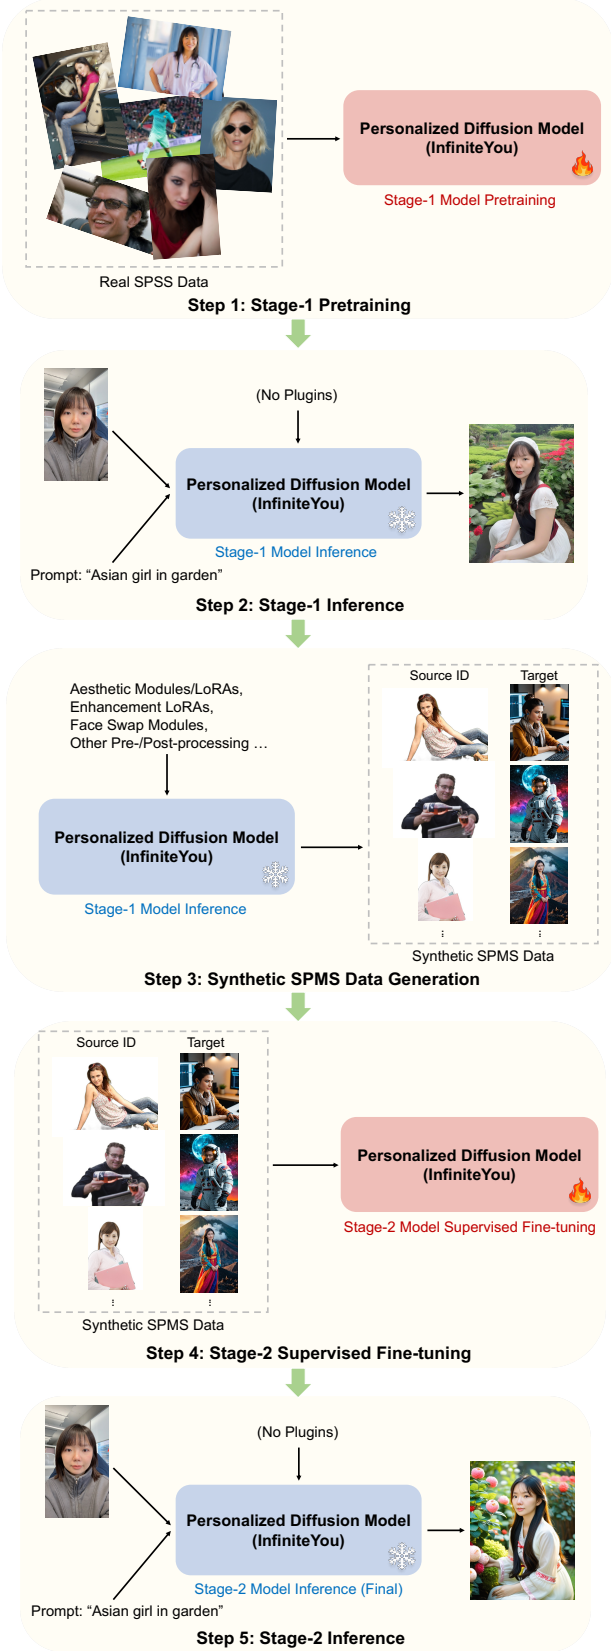 Personalized Diffusion Model
(InfiniteYou)
Stage-1 Model Pretraining
Real SPSS Data
Step 1: Stage-1 Pretraining
(No Plugins)
Personalized Diffusion Model
(InfiniteYou)
Stage-1 Model Inference
Prompt: “Asian girl in garden”
Step 2: Stage-1 Inference
Aesthetic Modules/LoRAs,
Enhancement LoRAs,
Face Swap Modules,
Other Pre-/Post-processing ...
Personalized Diffusion Model
(InfiniteYou)
Stage-1 Model Inference
Source ID
Target
...
...
Synthetic SPMS Data
Step 3: Synthetic SPMS Data Generation
Source ID
Target
...
...
Synthetic SPMS Data
Personalized Diffusion Model
(InfiniteYou)
Stage-2 Model Supervised Fine-tuning
Step 4: Stage-2 Supervised Fine-tuning
(No Plugins)
Personalized Diffusion Model
(InfiniteYou)
Stage-2 Model Inference (Final)
Prompt: “Asian girl in garden”
Step 5: Stage-2 Inference